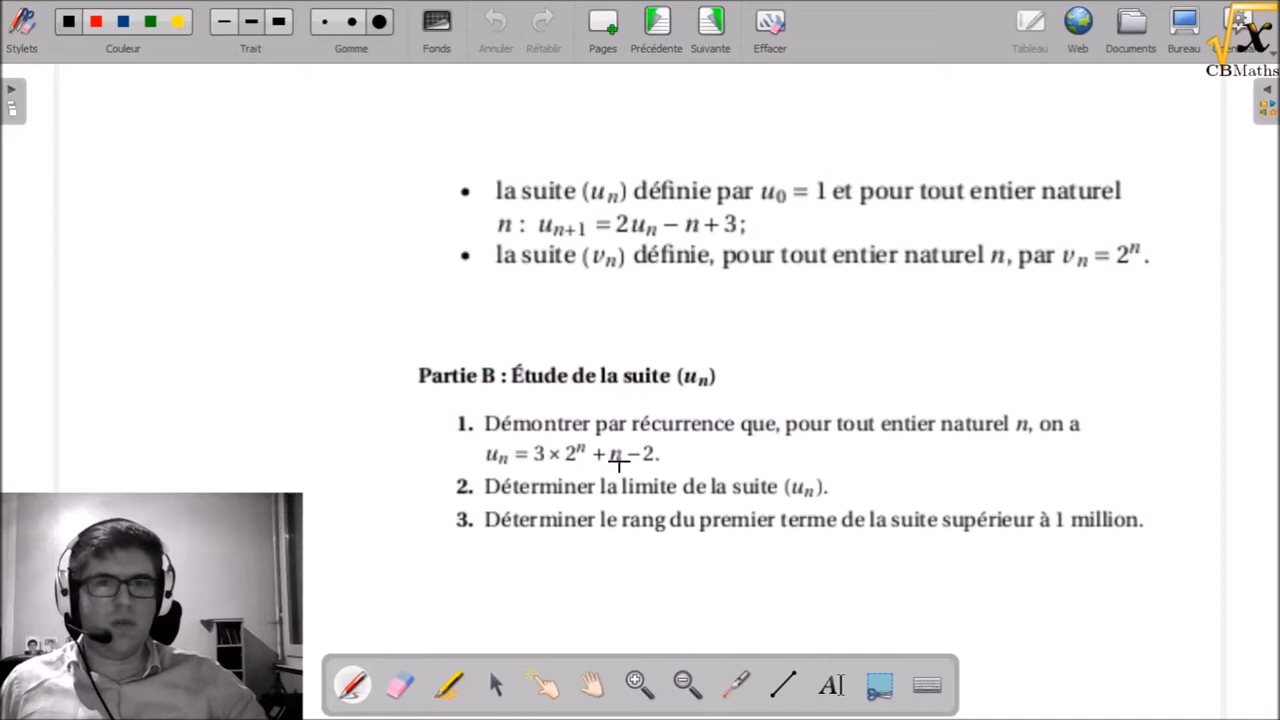 Stylets Couleur Trait Gomme Fonds Annuler Rétablir Pages Précédente Suivante Effacer Tableau Web Documents Bureau
√x
CBMaths
• la suite (uₙ) définie par u₀ = 1 et pour tout entier naturel
n : uₙ₊₁ = 2uₙ − n + 3;
• la suite (vₙ) définie, pour tout entier naturel n, par vₙ = 2ⁿ.
Partie B : Étude de la suite (uₙ)
1. Démontrer par récurrence que, pour tout entier naturel n, on a
uₙ = 3 × 2ⁿ + n − 2.
2. Déterminer la limite de la suite (uₙ).
3. Déterminer le rang du premier terme de la suite supérieur à 1 million.
AI